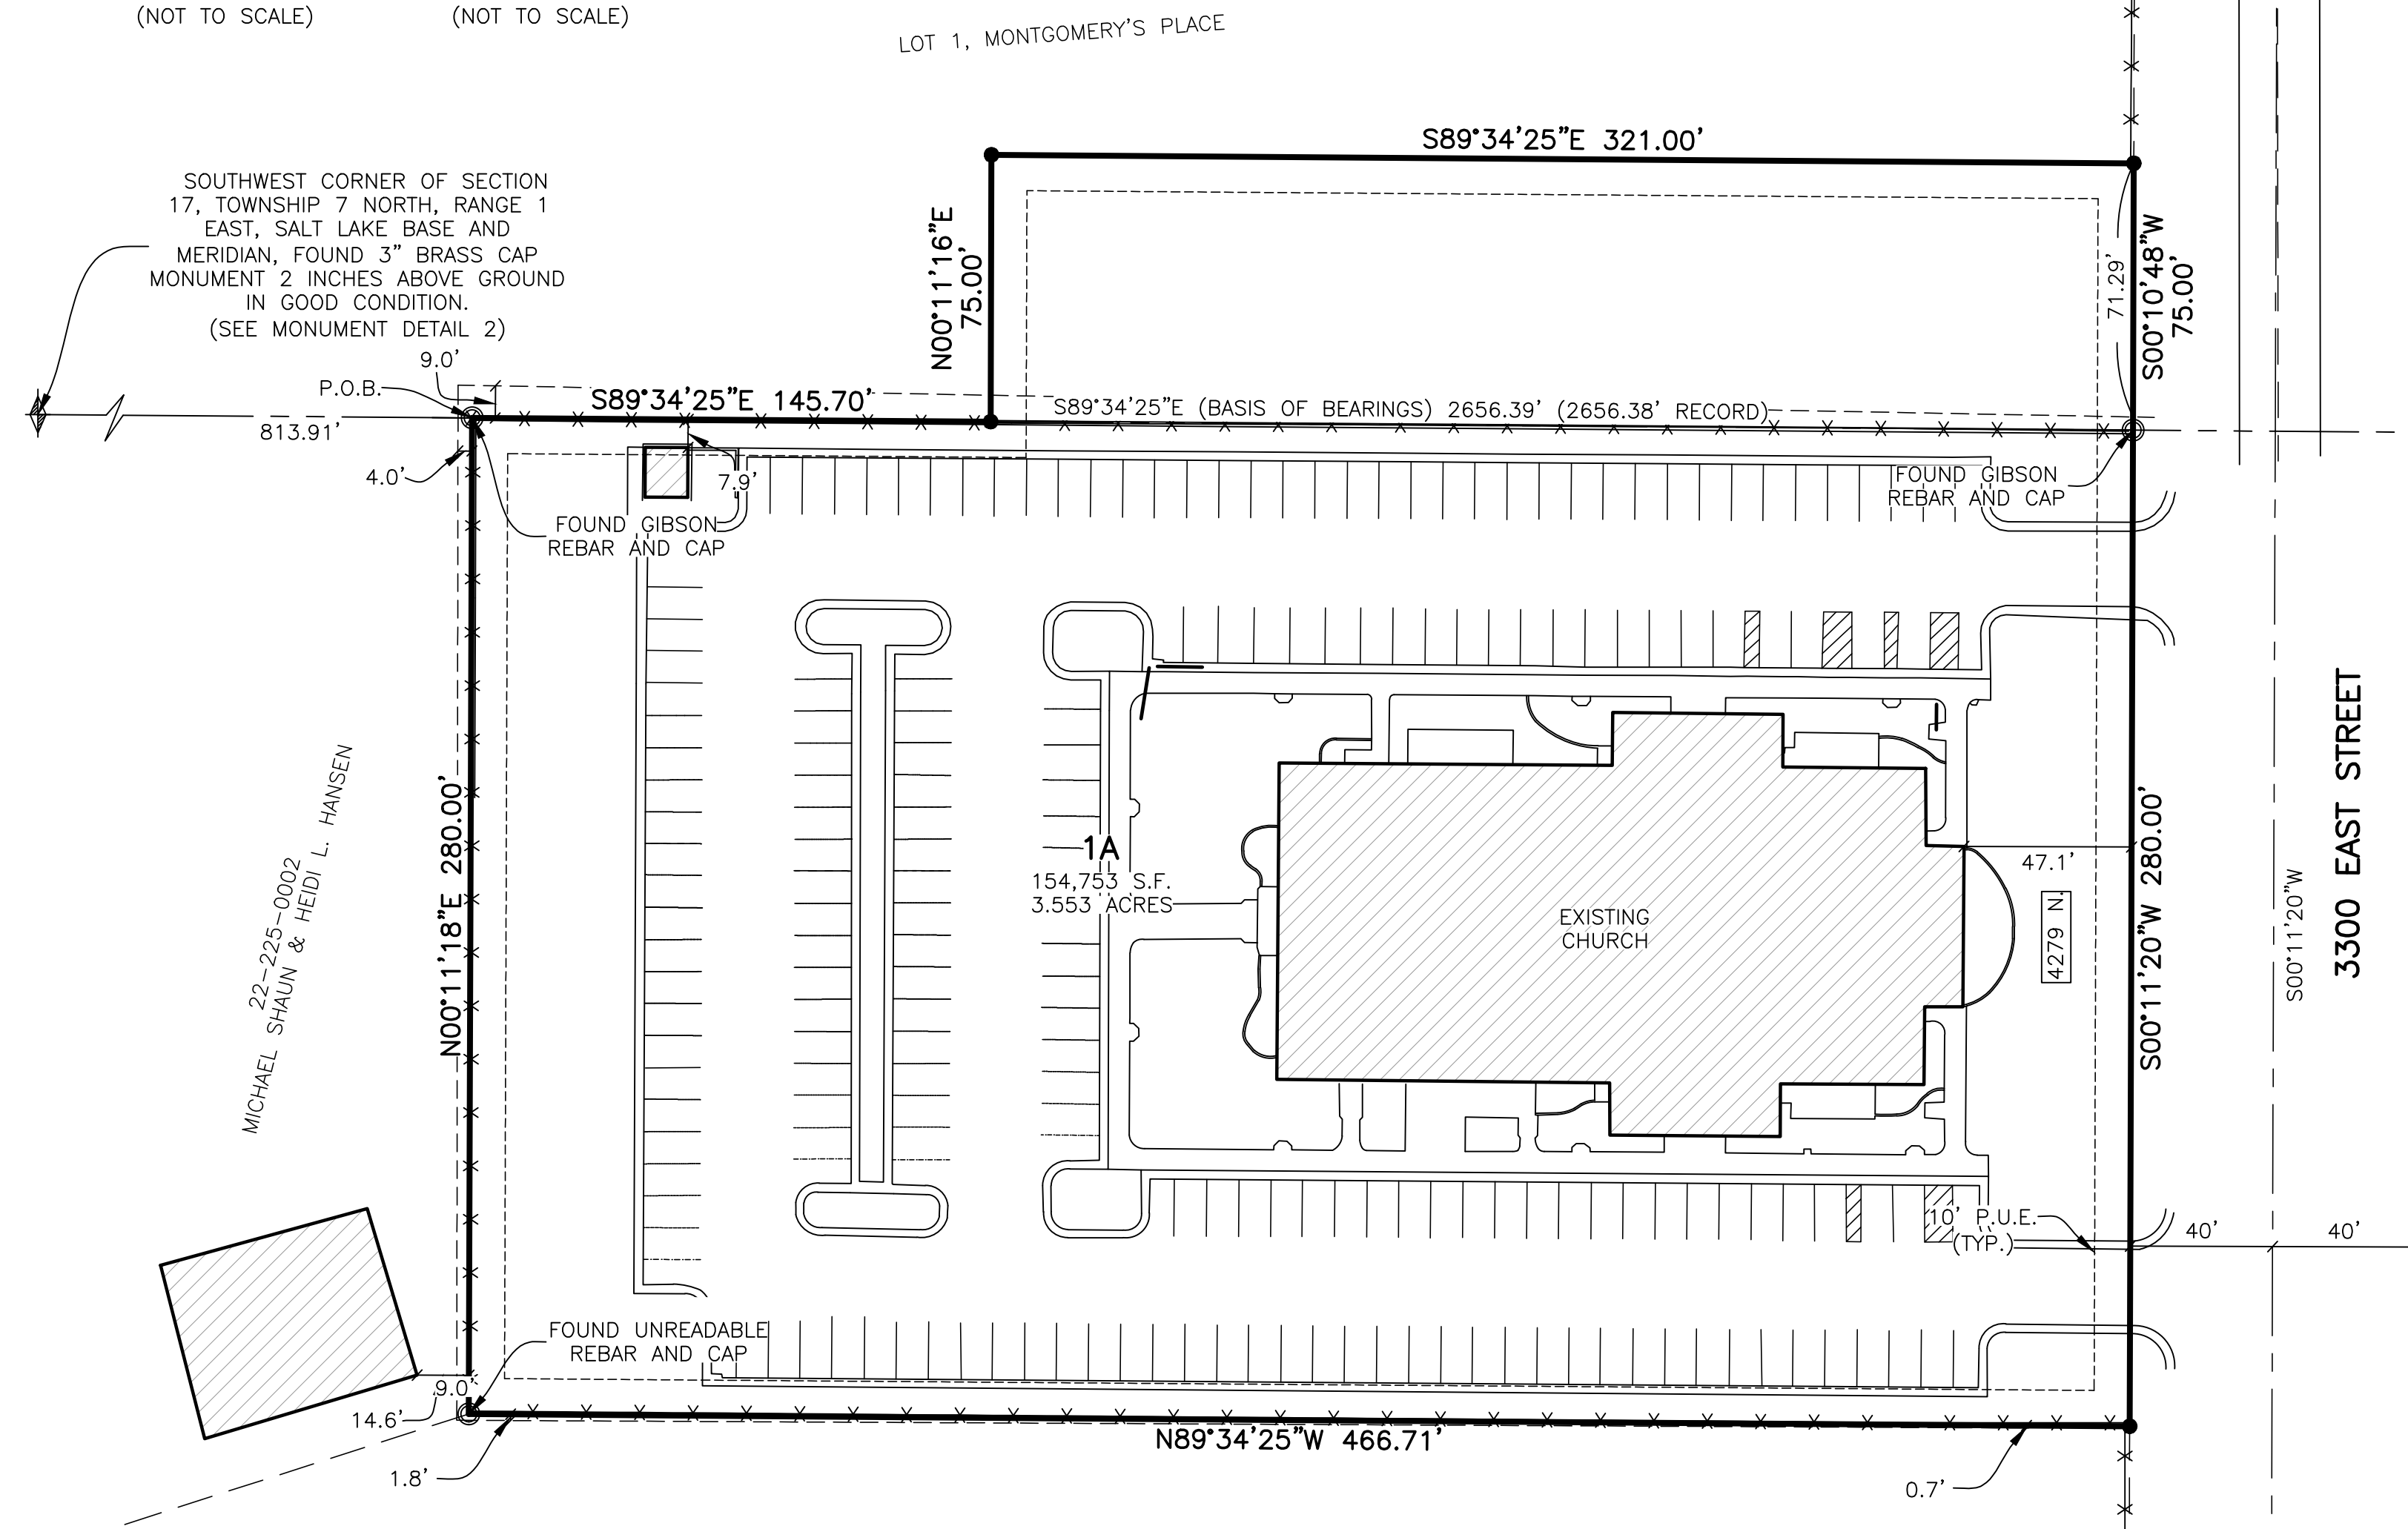 (NOT TO SCALE)
(NOT TO SCALE)
LOT 1, MONTGOMERY'S PLACE
S89°34'25"E 321.00'
SOUTHWEST CORNER OF SECTION
17, TOWNSHIP 7 NORTH, RANGE 1
EAST, SALT LAKE BASE AND
MERIDIAN, FOUND 3" BRASS CAP
MONUMENT 2 INCHES ABOVE GROUND
IN GOOD CONDITION.
(SEE MONUMENT DETAIL 2)
N00°11'16"E
75.00'
71.29'
S00°10'48"W
75.00'
9.0'
P.O.B.
S89°34'25"E 145.70'
S89°34'25"E (BASIS OF BEARINGS) 2656.39' (2656.38' RECORD)
813.91'
4.0'
7.9'
FOUND GIBSON
REBAR AND CAP
FOUND GIBSON
REBAR AND CAP
22-225-0002
MICHAEL SHAUN & HEIDI L. HANSEN
N00°11'18"E 280.00'
1A
154,753 S.F.
3.553 ACRES
EXISTING
CHURCH
47.1'
4279 N.
S00°11'20"W 280.00'
S00°11'20"W
3300 EAST STREET
10' P.U.E.
(TYP.)
40'
40'
FOUND UNREADABLE
REBAR AND CAP
9.0'
14.6'
N89°34'25"W 466.71'
1.8'
0.7'